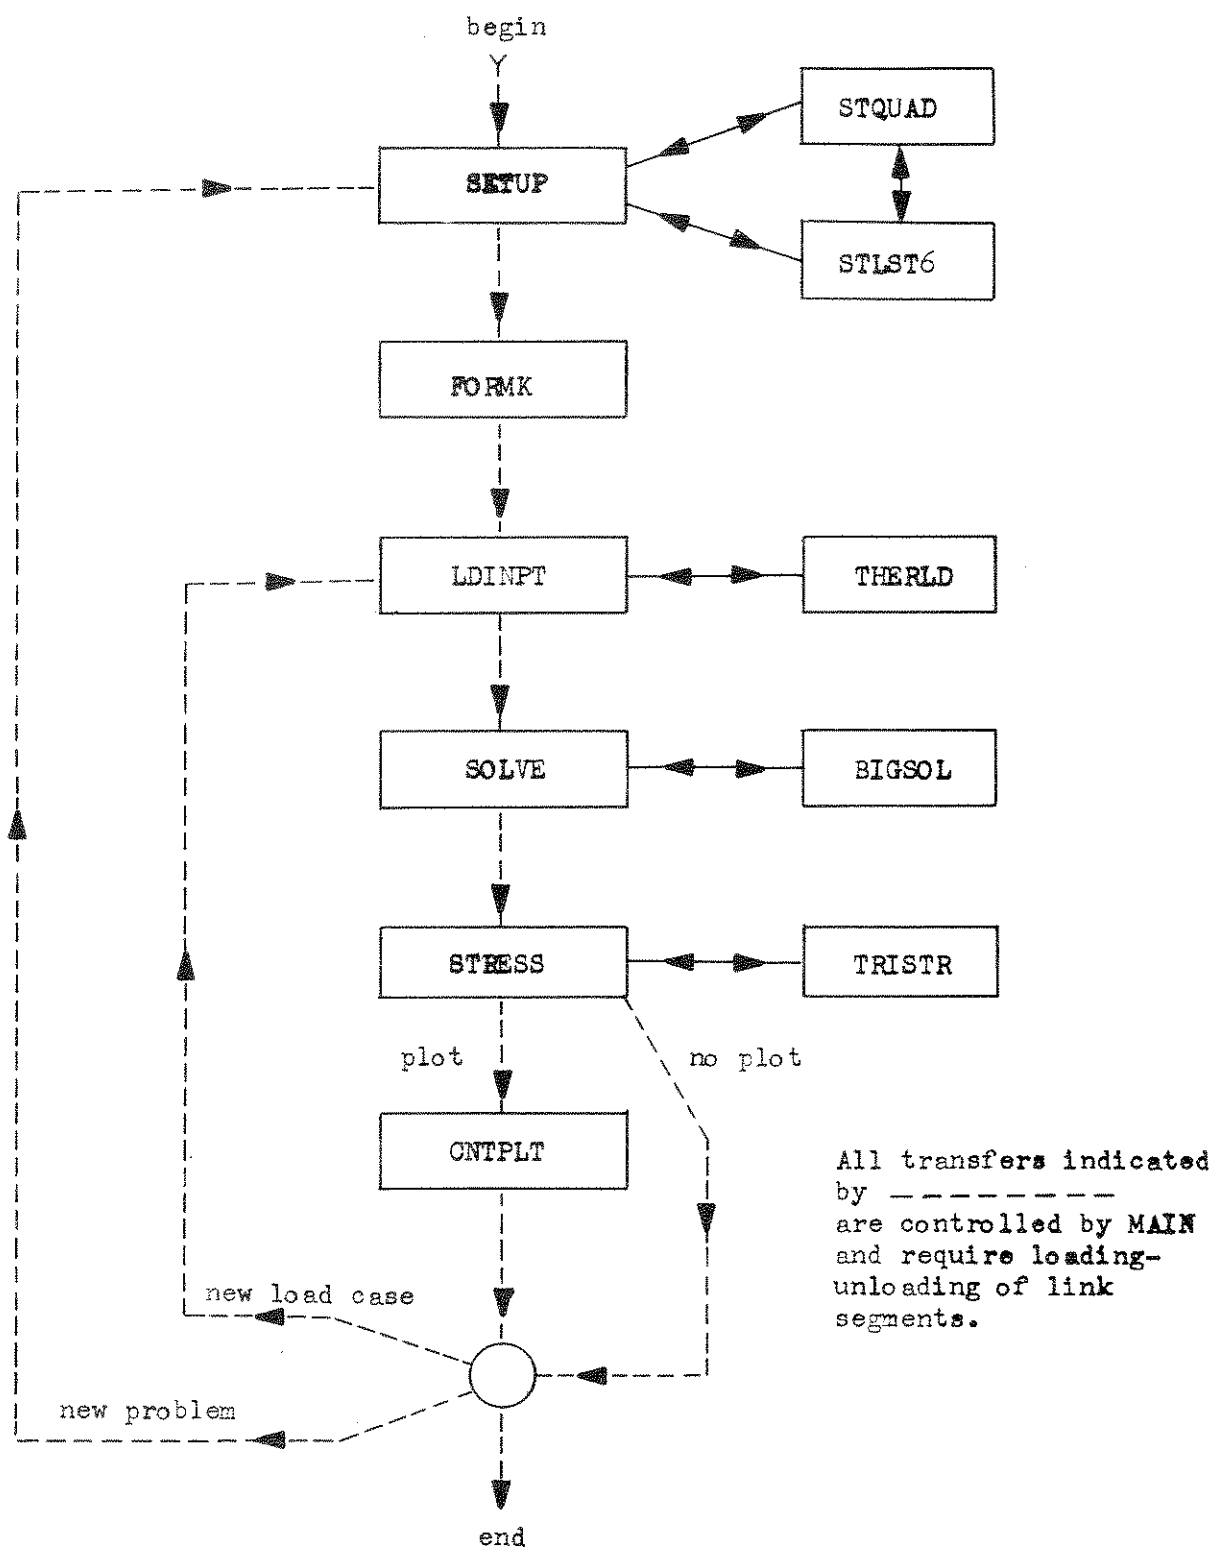 begin
STQUAD
SETUP
STLST6
FORMK
LDINPT
THERLD
SOLVE
BIGSOL
STRESS
TRISTR
plot
no plot
CNTPLT
All transfers indicated
by --------
are controlled by MAIN
and require loading-
unloading of link
segments.
new load case
new problem
end